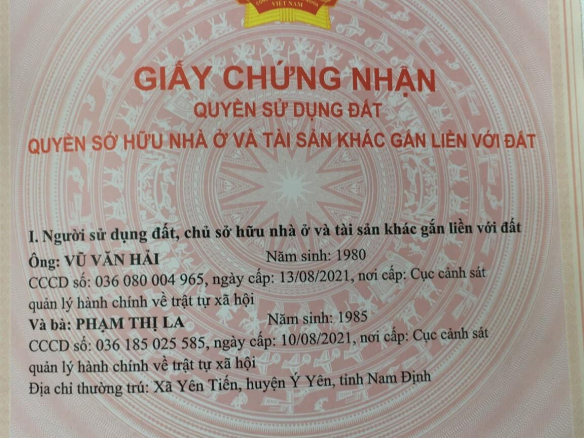 VIỆT NAM
GIẤY CHỨNG NHẬN
QUYỀN SỬ DỤNG ĐẤT
QUYỀN SỞ HỮU NHÀ Ở VÀ TÀI SẢN KHÁC GẮN LIỀN VỚI ĐẤT
I. Người sử dụng đất, chủ sở hữu nhà ở và tài sản khác gắn liền với đất
Ông: VŨ VĂN HẢI Năm sinh: 1980
CCCD số: 036 080 004 965, ngày cấp: 13/08/2021, nơi cấp: Cục cảnh sát
quản lý hành chính về trật tự xã hội
Và bà: PHẠM THỊ LA Năm sinh: 1985
CCCD số: 036 185 025 585, ngày cấp: 10/08/2021, nơi cấp: Cục cảnh sát
quản lý hành chính về trật tự xã hội
Địa chỉ thường trú: Xã Yên Tiến, huyện Ý Yên, tỉnh Nam Định